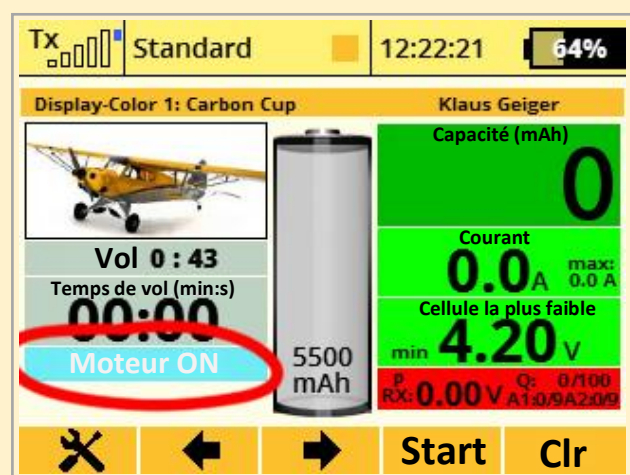 Tx Standard 12:22:21 64%
Display-Color 1: Carbon Cup Klaus Geiger
Capacité (mAh)
0
Vol 0 : 43
Courant
0.0 A max: 0.0 A
Temps de vol (min:s)
00:00
Cellule la plus faible
min 4.20 V
Moteur ON
5500
mAh
P
RX: 0.00 V Q: 0/100
A1:0/9A2:0/9
Start Clr